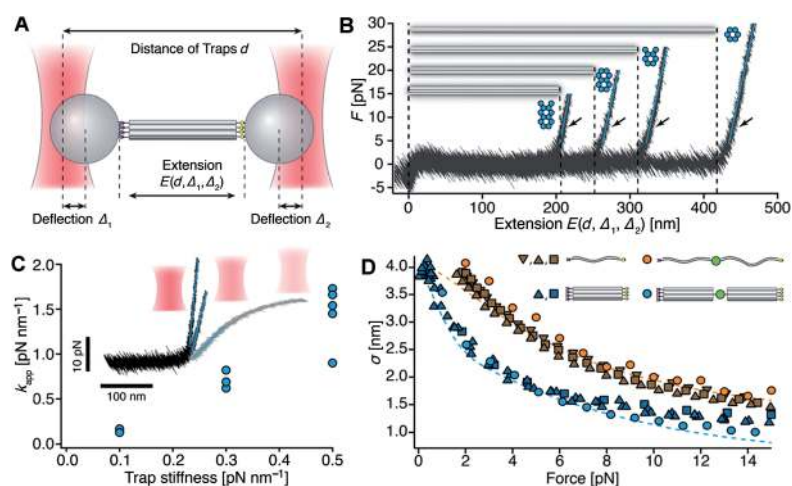 A
Distance of Traps d
Extension
E(d, Δ1, Δ2)
Deflection Δ1
Deflection Δ2
B
F [pN]
30
25
20
15
10
5
0
-5
0
100
200
300
400
500
Extension E(d, Δ1, Δ2) [nm]
C
kapp [pN nm⁻¹]
2.0
1.5
1.0
0.5
0.0
10 pN
100 nm
0.0
0.1
0.2
0.3
0.4
0.5
Trap stiffness [pN nm⁻¹]
D
σ [nm]
4.0
3.5
3.0
2.5
2.0
1.5
1.0
0
2
4
6
8
10
12
14
Force [pN]